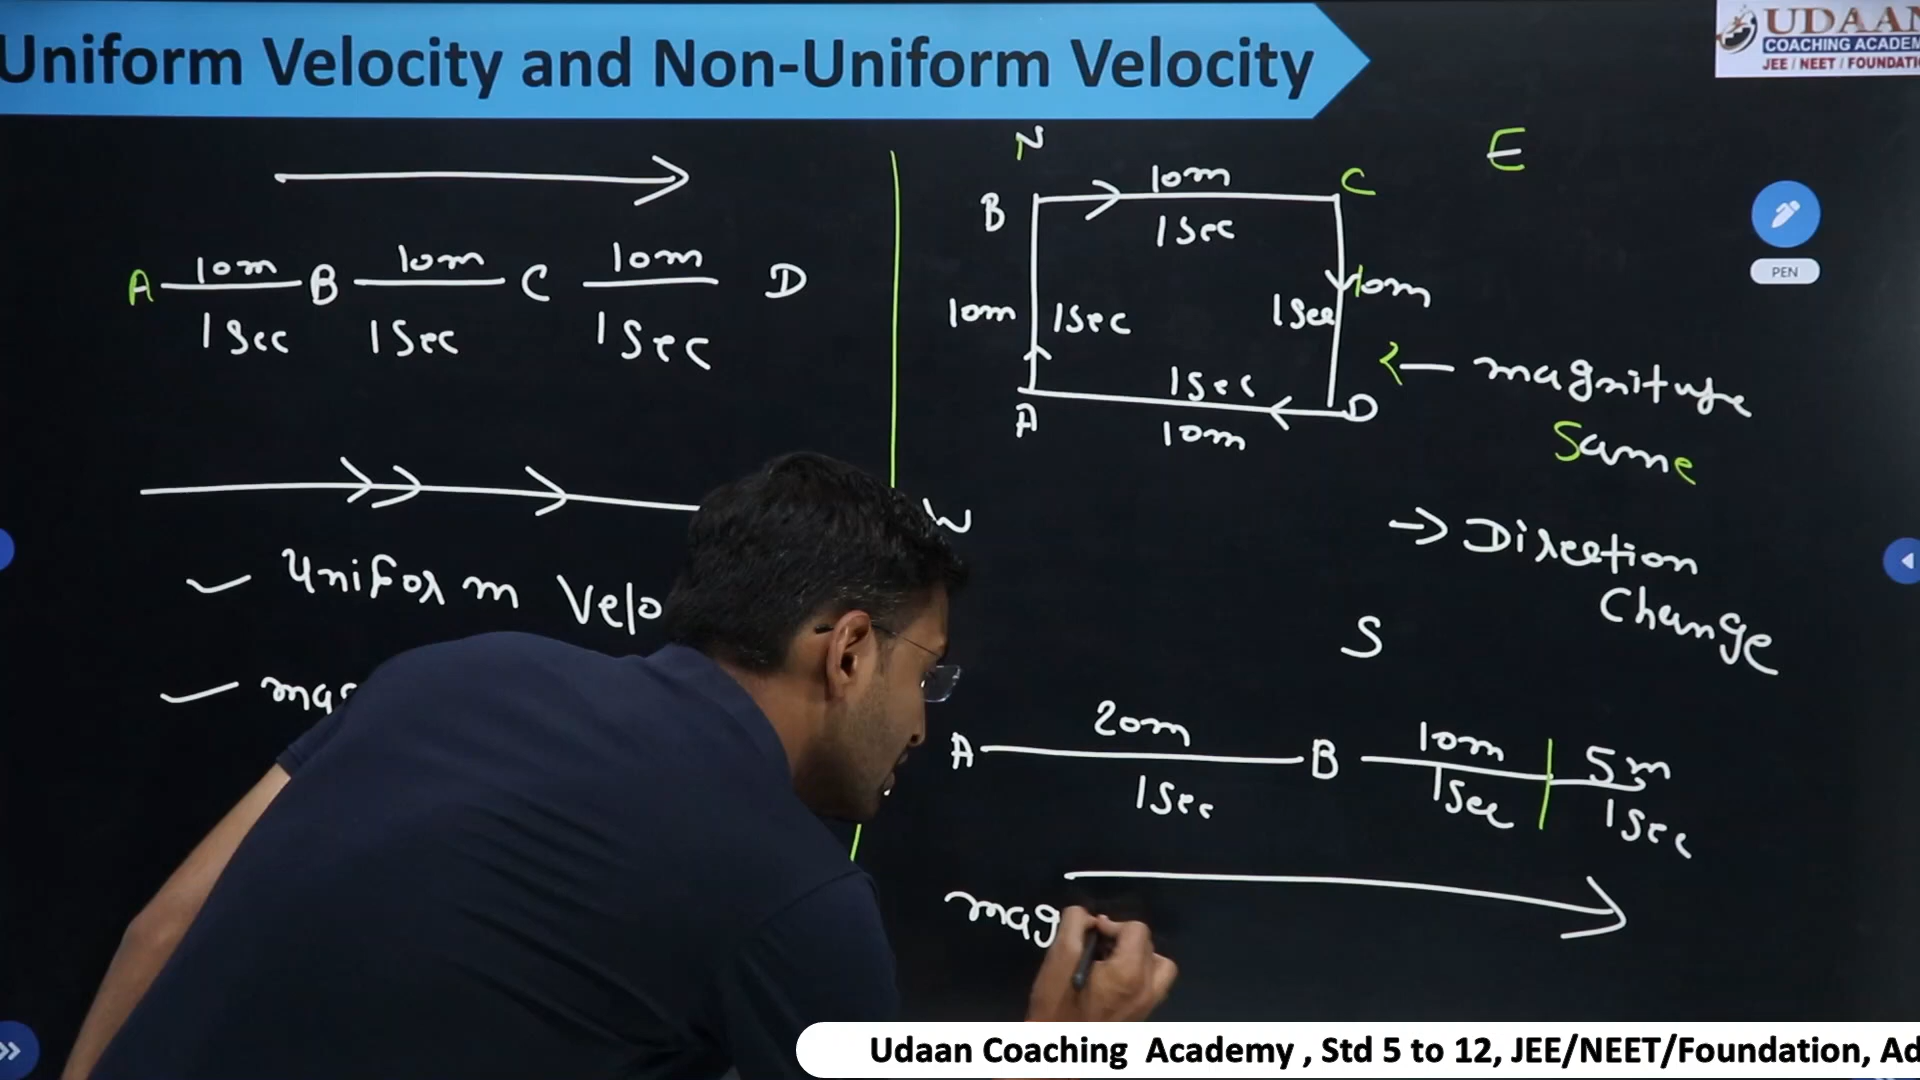 Uniform Velocity and Non-Uniform Velocity
UDAAN
COACHING ACADEM
JEE / NEET / FOUNDATI
PEN
A 10m B 10m C 10m D
1Sec 1Sec 1Sec
Uniform Velo
mag
N
E
B 10m C
1Sec
10m 1Sec
1Sec 10m
1Sec
A D
10m
W
S
magnitude
Same
Direction
Change
A 20m B 10m 5m
1Sec 1Sec 1Sec
mag
Udaan Coaching Academy , Std 5 to 12, JEE/NEET/Foundation, Ad